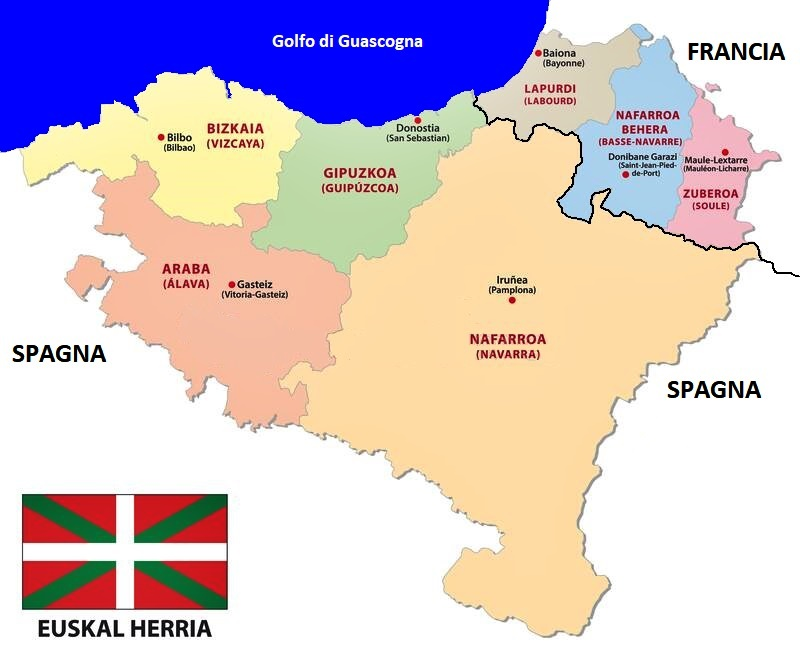 Golfo di Guascogna
FRANCIA
Baiona
(Bayonne)
LAPURDI
(LABOURD)
NAFARROA
BEHERA
(BASSE-NAVARRE)
Donibane Garazi
(Saint-Jean-Pied-
de-Port)
Maule-Lextarre
(Mauléon-Licharre)
ZUBEROA
(SOULE)
BIZKAIA
(VIZCAYA)
Bilbo
(Bilbao)
Donostia
(San Sebastian)
GIPUZKOA
(GUIPÚZCOA)
ARABA
(ÁLAVA)
Gasteiz
(Vitoria-Gasteiz)
Iruñea
(Pamplona)
NAFARROA
(NAVARRA)
SPAGNA
SPAGNA
EUSKAL HERRIA